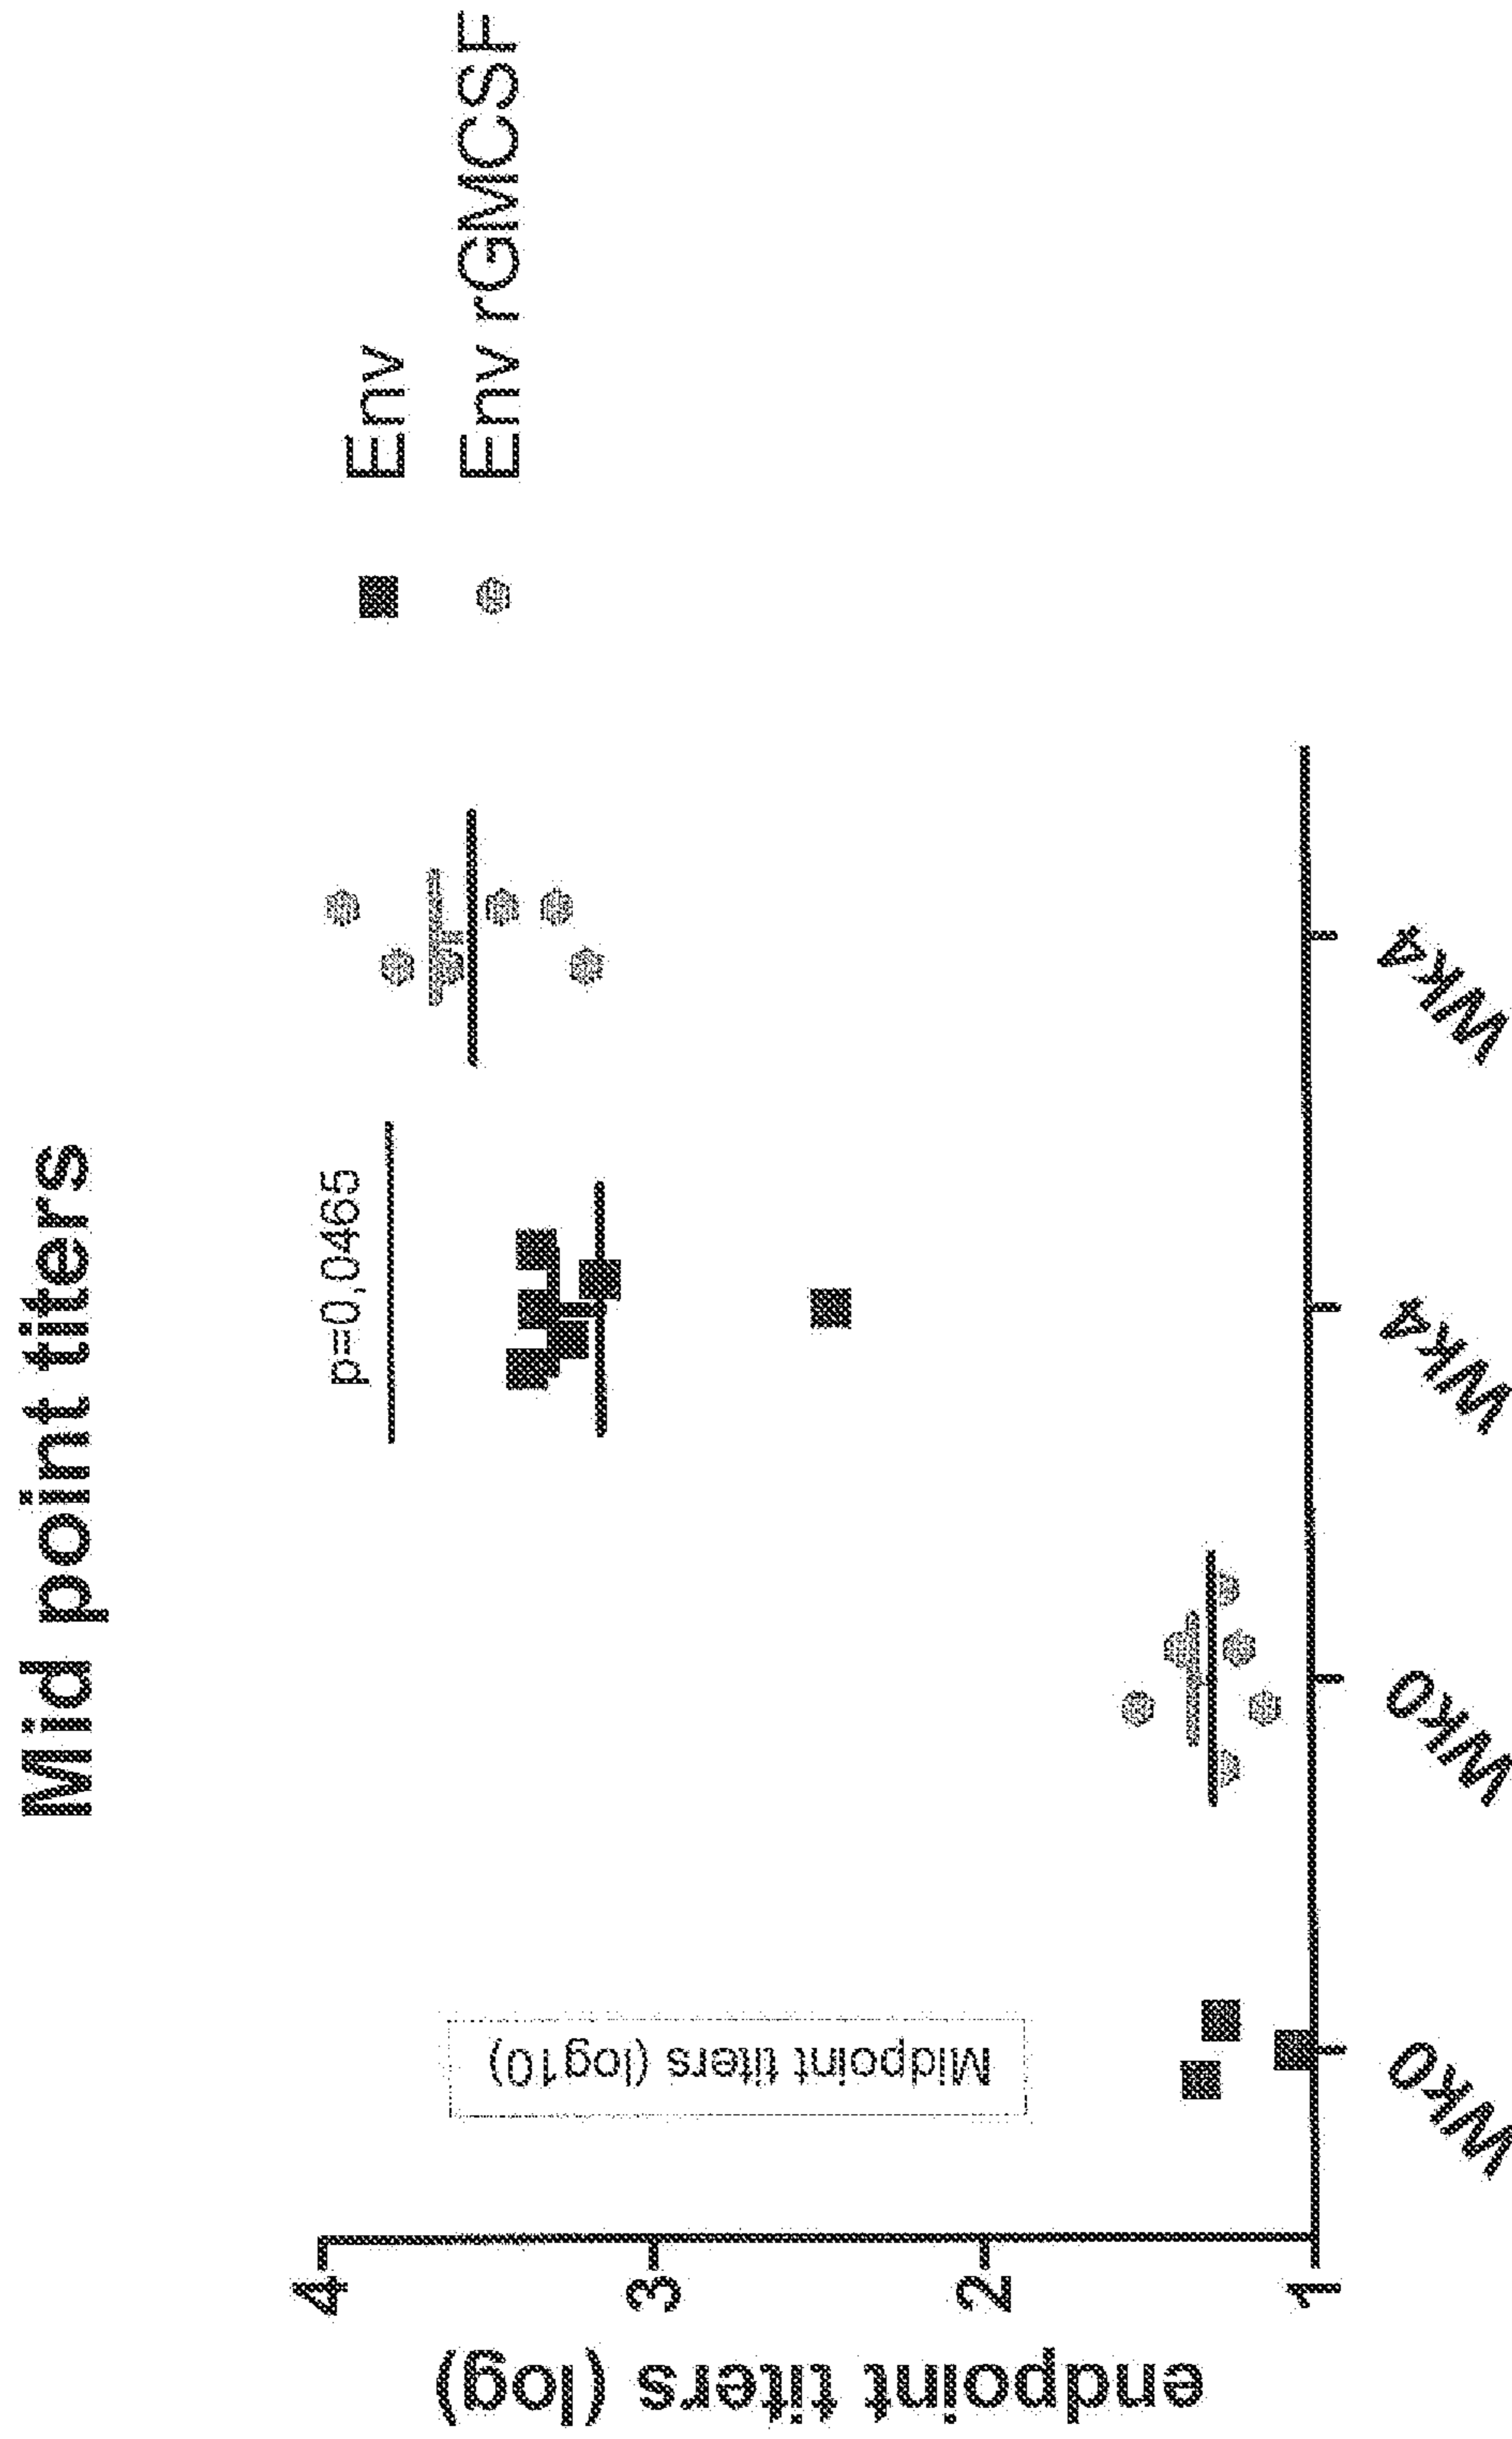 Mid point titers
Env
Env rGMCSF
p=0,0465
Midpoint titers (log10)
endpoint titers (log)
4
3
2
1
WK0
WK0
WK4
WK4